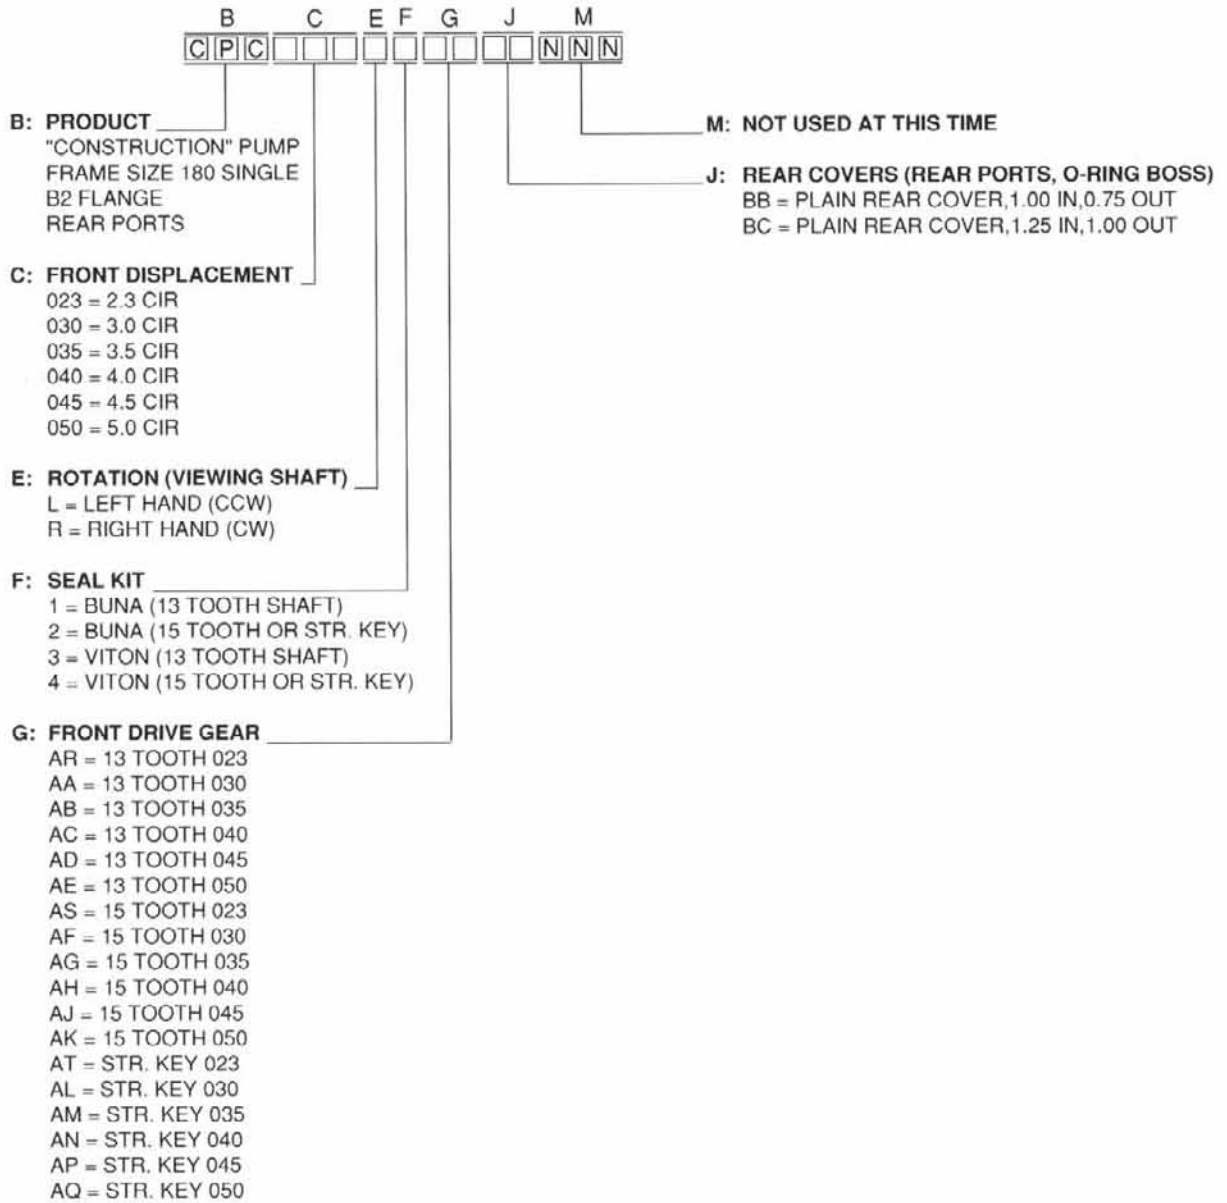 B C E F G J M
C P C N N N
B: PRODUCT
"CONSTRUCTION" PUMP
FRAME SIZE 180 SINGLE
B2 FLANGE
REAR PORTS
C: FRONT DISPLACEMENT
023 = 2.3 CIR
030 = 3.0 CIR
035 = 3.5 CIR
040 = 4.0 CIR
045 = 4.5 CIR
050 = 5.0 CIR
E: ROTATION (VIEWING SHAFT)
L = LEFT HAND (CCW)
R = RIGHT HAND (CW)
F: SEAL KIT
1 = BUNA (13 TOOTH SHAFT)
2 = BUNA (15 TOOTH OR STR. KEY)
3 = VITON (13 TOOTH SHAFT)
4 = VITON (15 TOOTH OR STR. KEY)
G: FRONT DRIVE GEAR
AR = 13 TOOTH 023
AA = 13 TOOTH 030
AB = 13 TOOTH 035
AC = 13 TOOTH 040
AD = 13 TOOTH 045
AE = 13 TOOTH 050
AS = 15 TOOTH 023
AF = 15 TOOTH 030
AG = 15 TOOTH 035
AH = 15 TOOTH 040
AJ = 15 TOOTH 045
AK = 15 TOOTH 050
AT = STR. KEY 023
AL = STR. KEY 030
AM = STR. KEY 035
AN = STR. KEY 040
AP = STR. KEY 045
AQ = STR. KEY 050
M: NOT USED AT THIS TIME
J: REAR COVERS (REAR PORTS, O-RING BOSS)
BB = PLAIN REAR COVER,1.00 IN,0.75 OUT
BC = PLAIN REAR COVER,1.25 IN,1.00 OUT